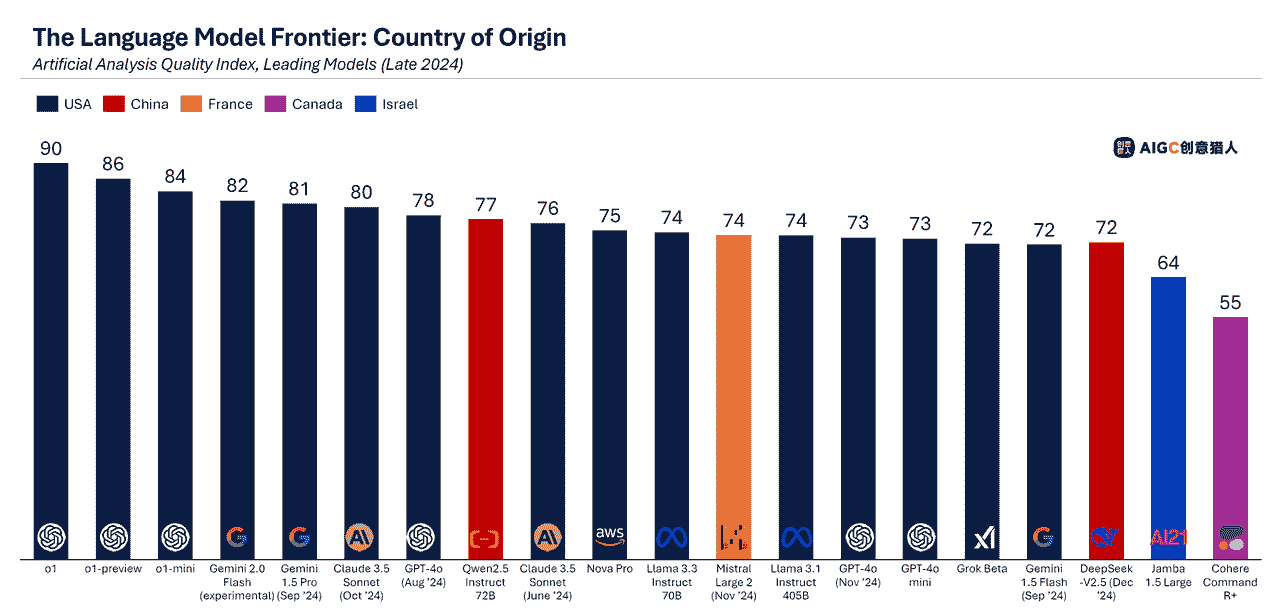 The Language Model Frontier: Country of Origin
Artificial Analysis Quality Index, Leading Models (Late 2024)
USA China France Canada Israel
AIGC创意猎人
90 86 84 82 81 80 78 77 76 75 74 74 74 73 73 72 72 72 64 55
aws
AI21
o1
o1-preview
o1-mini
Gemini 2.0
Flash
(experimental)
Gemini
1.5 Pro
(Sep '24)
Claude 3.5
Sonnet
(Oct '24)
GPT-4o
(Aug '24)
Qwen2.5
Instruct
72B
Claude 3.5
Sonnet
(June '24)
Nova Pro
Llama 3.3
Instruct
70B
Mistral
Large 2
(Nov '24)
Llama 3.1
Instruct
405B
GPT-4o
(Nov '24)
GPT-4o
mini
Grok Beta
Gemini
1.5 Flash
(Sep '24)
DeepSeek
-V2.5 (Dec
'24)
Jamba
1.5 Large
Cohere
Command
R+